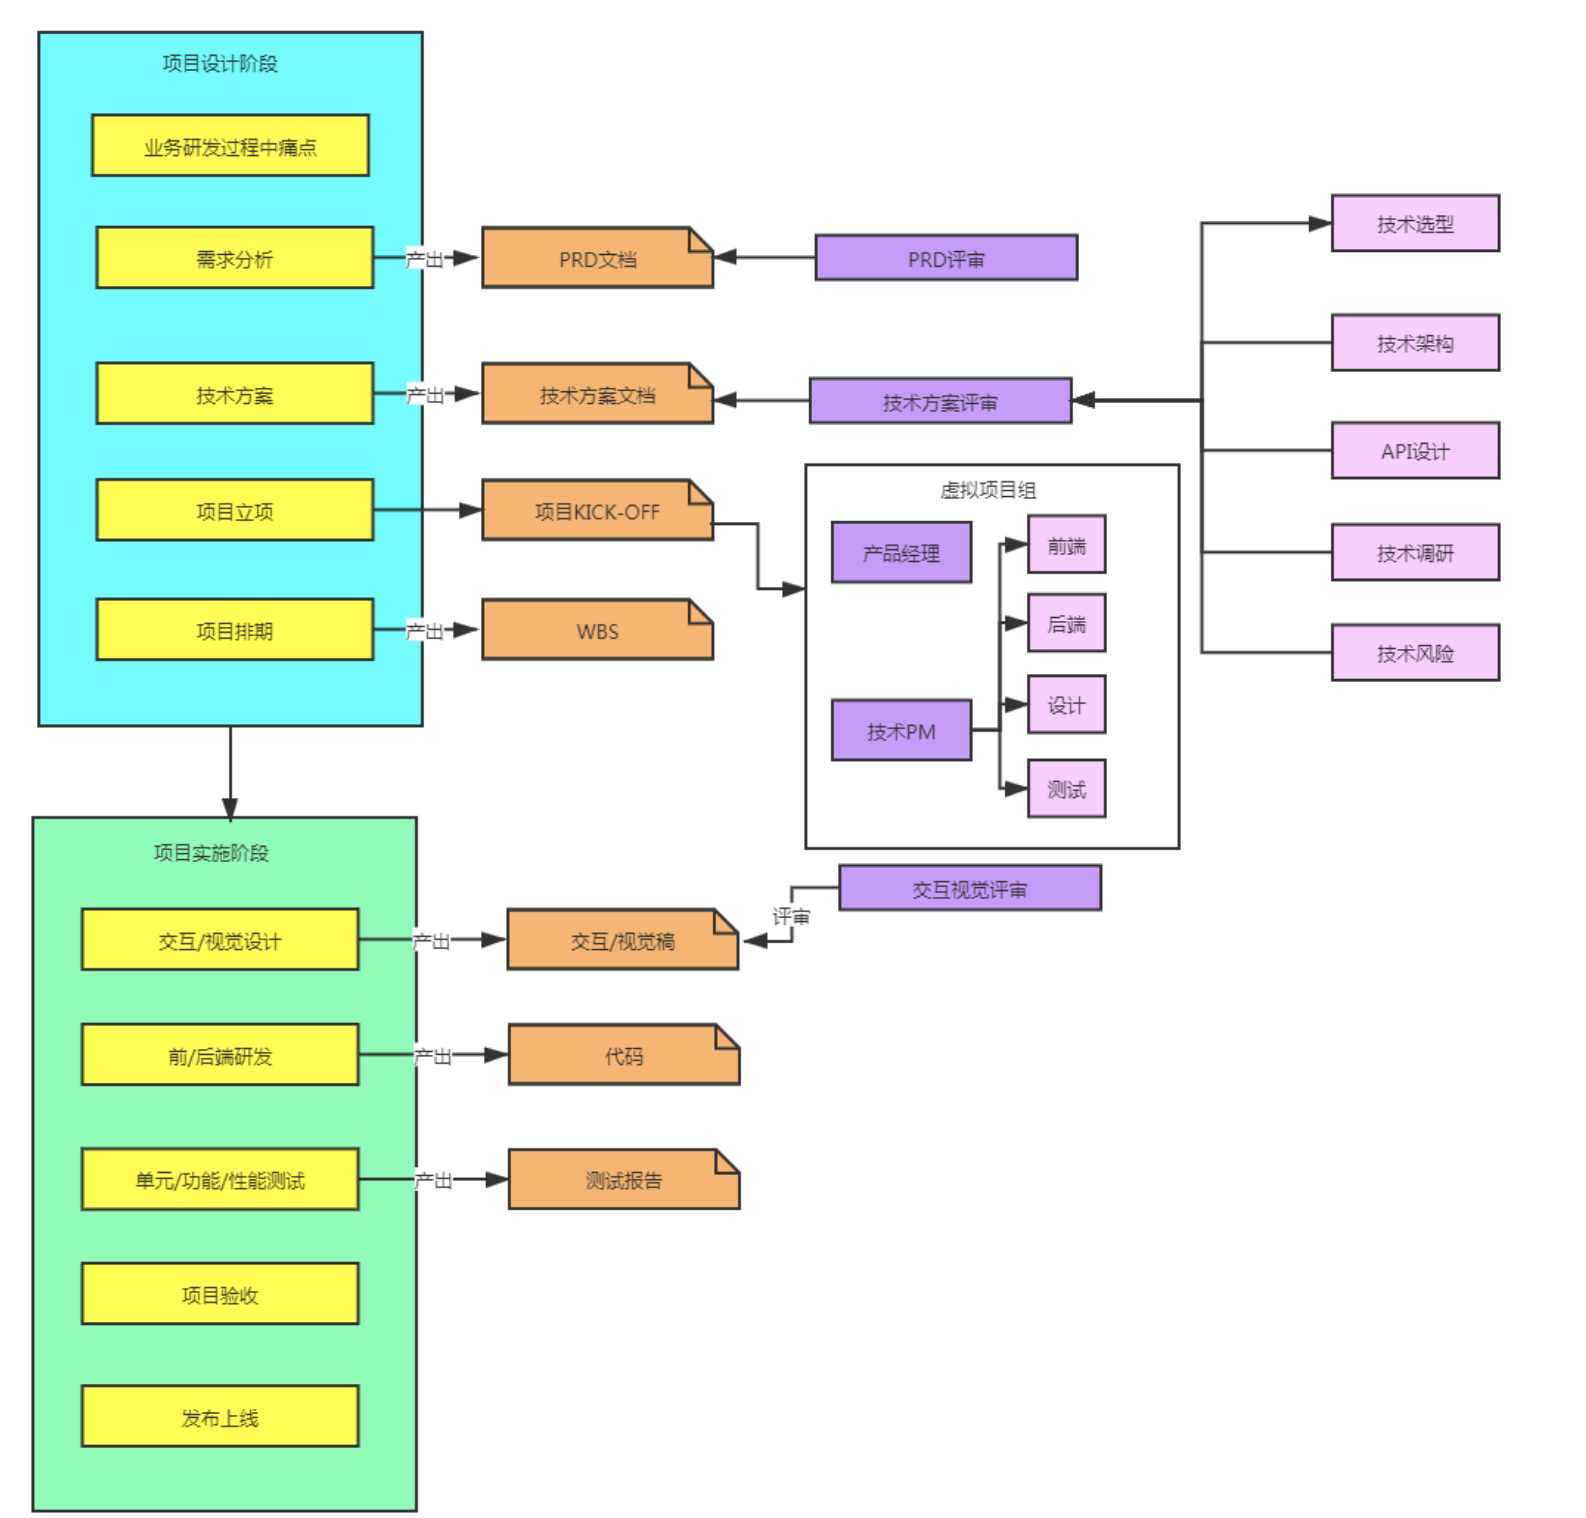 项目设计阶段
业务研发过程中痛点
需求分析
产出
PRD文档
PRD评审
技术方案
产出
技术方案文档
技术方案评审
技术选型
技术架构
API设计
技术调研
技术风险
项目立项
项目KICK-OFF
虚拟项目组
产品经理
技术PM
前端
后端
设计
测试
项目排期
产出
WBS
项目实施阶段
交互/视觉设计
产出
交互/视觉稿
评审
交互视觉评审
前/后端研发
产出
代码
单元/功能/性能测试
产出
测试报告
项目验收
发布上线